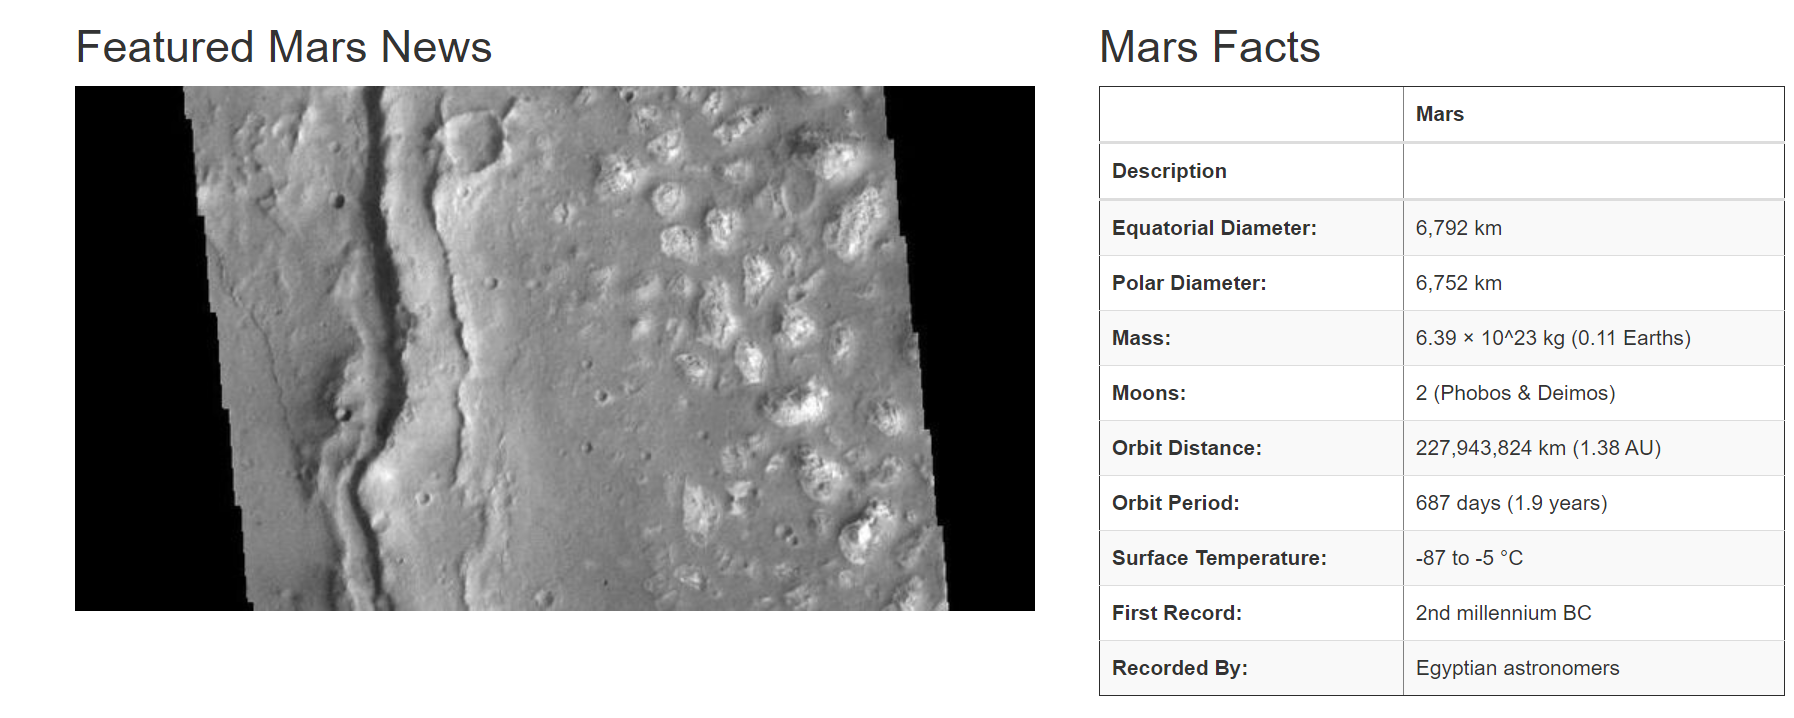 Featured Mars News
Mars Facts
Mars
Description
Equatorial Diameter: 6,792 km
Polar Diameter: 6,752 km
Mass: 6.39 × 10^23 kg (0.11 Earths)
Moons: 2 (Phobos & Deimos)
Orbit Distance: 227,943,824 km (1.38 AU)
Orbit Period: 687 days (1.9 years)
Surface Temperature: -87 to -5 °C
First Record: 2nd millennium BC
Recorded By: Egyptian astronomers